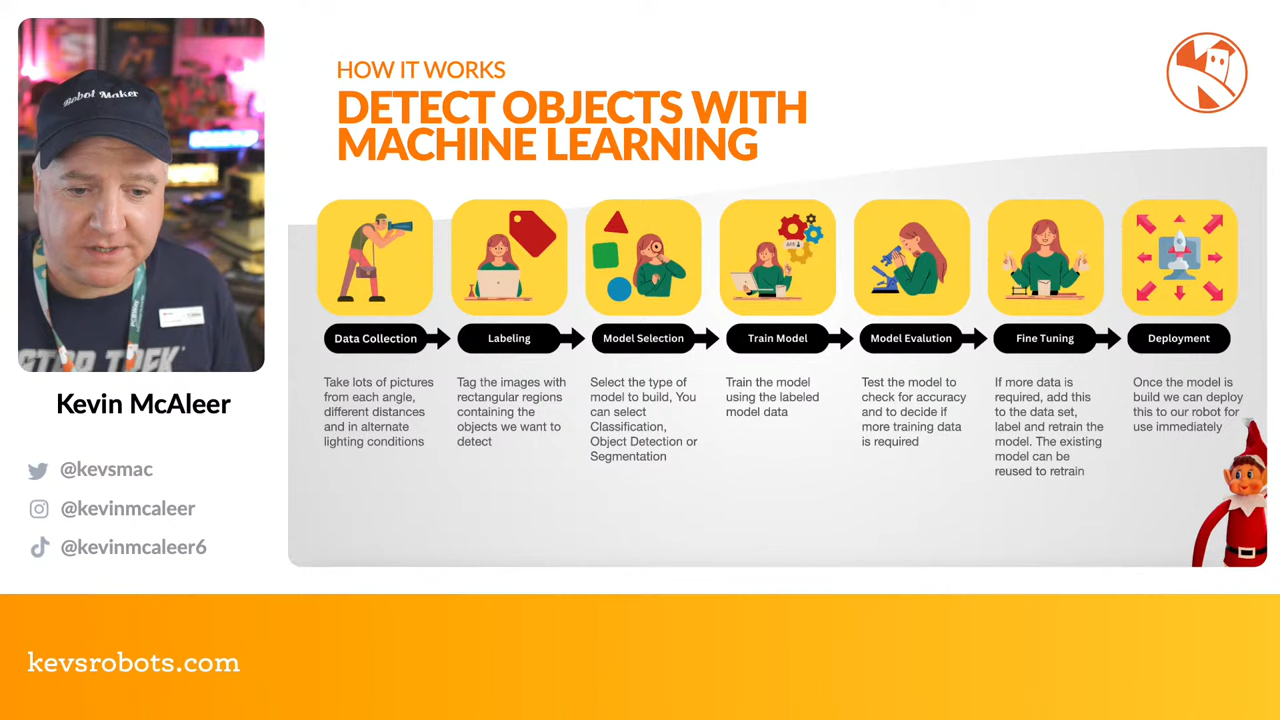 Robot Maker
STAR TREK
Kevin McAleer
@kevsmac
@kevinmcaleer
@kevinmcaleer6
HOW IT WORKS
DETECT OBJECTS WITH
MACHINE LEARNING
Data Collection
Take lots of pictures
from each angle,
different distances
and in alternate
lighting conditions
Labeling
Tag the images with
rectangular regions
containing the
objects we want to
detect
Model Selection
Select the type of
model to build, You
can select
Classification,
Object Detection or
Segmentation
Train Model
Train the model
using the labeled
model data
Model Evalution
Test the model to
check for accuracy
and to decide if
more training data
is required
Fine Tuning
If more data is
required, add this
to the data set,
label and retrain the
model. The existing
model can be
reused to retrain
Deployment
Once the model is
build we can deploy
this to our robot for
use immediately
kevsrobots.com